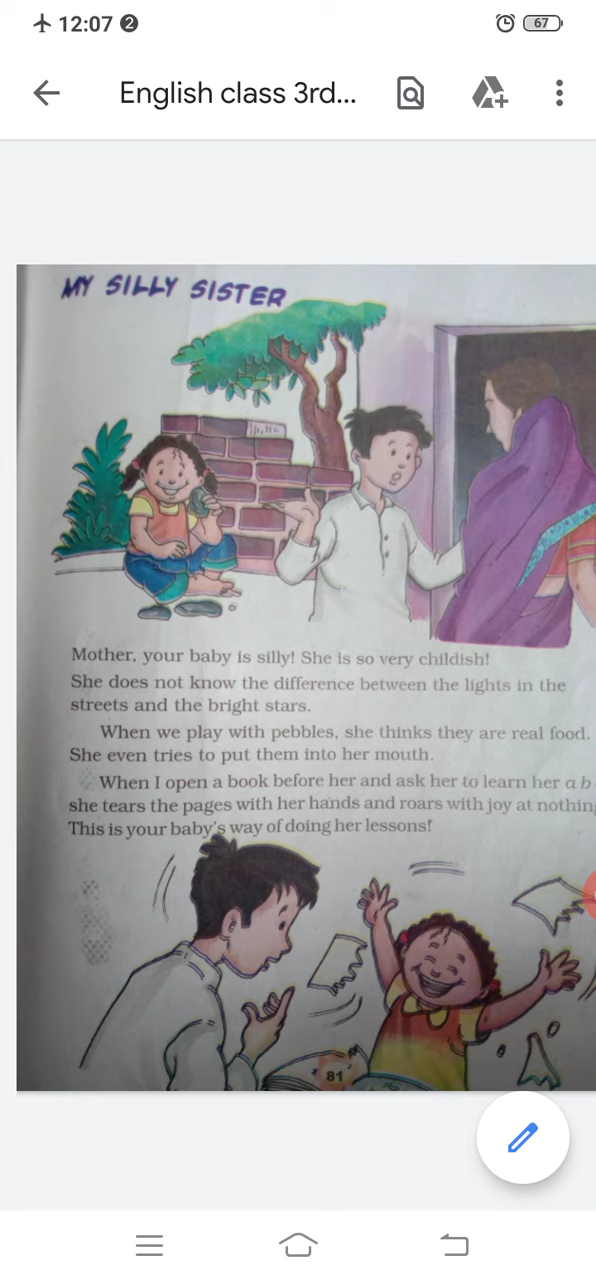 12:07 2
67
English class 3rd...
MY SILLY SISTER
Mother, your baby is silly! She is so very childish!
She does not know the difference between the lights in the
streets and the bright stars.
When we play with pebbles, she thinks they are real food.
She even tries to put them into her mouth.
When I open a book before her and ask her to learn her a b
she tears the pages with her hands and roars with joy at
This is your baby's way of doing her lessons!
81